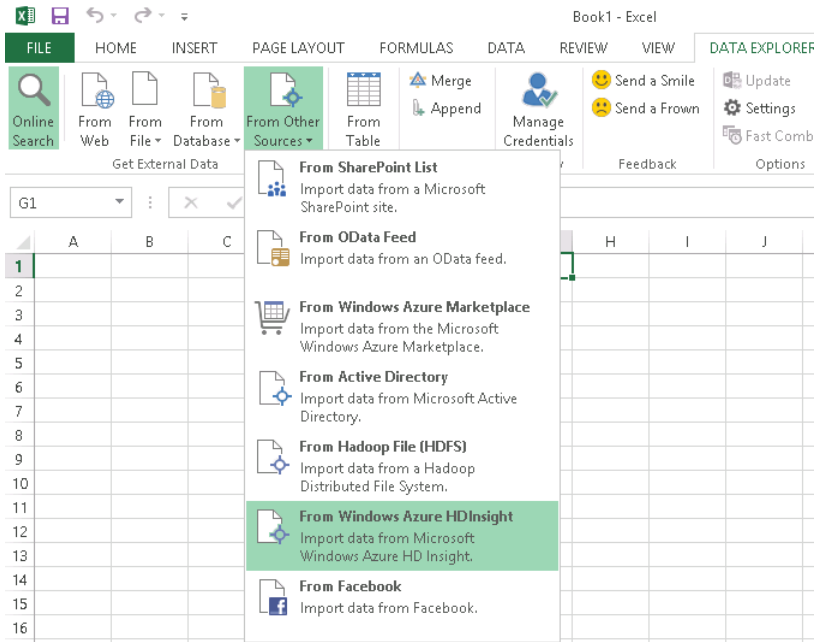 Book1 - Excel
FILE HOME INSERT PAGE LAYOUT FORMULAS DATA REVIEW VIEW DATA EXPLORER
Online Search
From Web
From File
From Database
From Other Sources
From Table
Merge
Append
Manage Credentials
Send a Smile
Send a Frown
Update
Settings
Fast Comb
Get External Data
Feedback
Options
G1
A B C H I J
From SharePoint List
Import data from a Microsoft
SharePoint site.
From OData Feed
Import data from an OData feed.
From Windows Azure Marketplace
Import data from the Microsoft
Windows Azure Marketplace.
From Active Directory
Import data from Microsoft Active
Directory.
From Hadoop File (HDFS)
Import data from a Hadoop
Distributed File System.
From Windows Azure HDInsight
Import data from Microsoft
Windows Azure HD Insight.
From Facebook
Import data from Facebook.
1
2
3
4
5
6
7
8
9
10
11
12
13
14
15
16